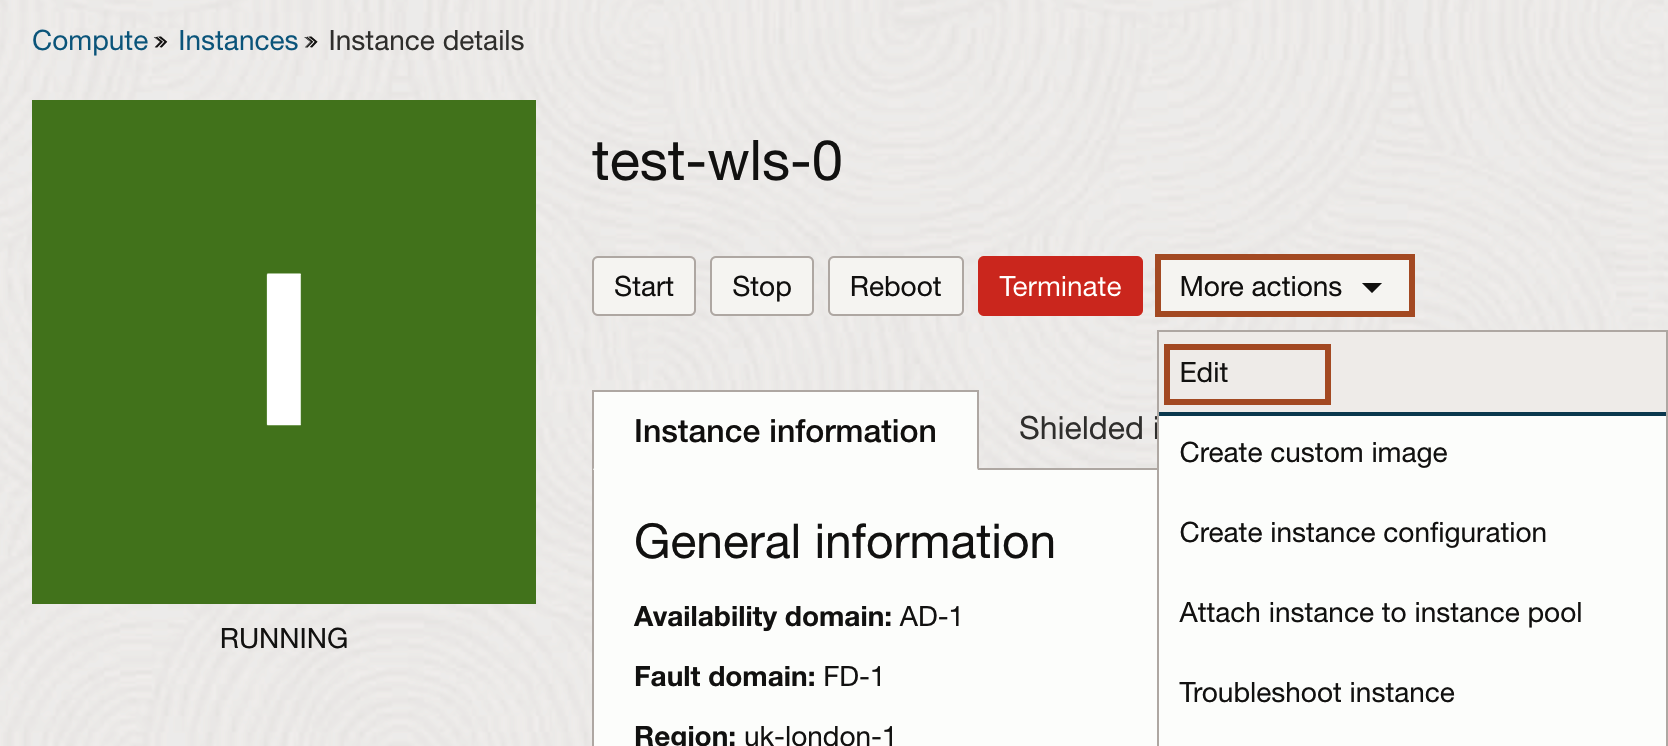 Compute » Instances » Instance details
I
RUNNING
test-wls-0
Start Stop Reboot Terminate More actions
Edit
Create custom image
Create instance configuration
Attach instance to instance pool
Troubleshoot instance
Instance information Shielded
General information
Availability domain: AD-1
Fault domain: FD-1
Region: uk-london-1